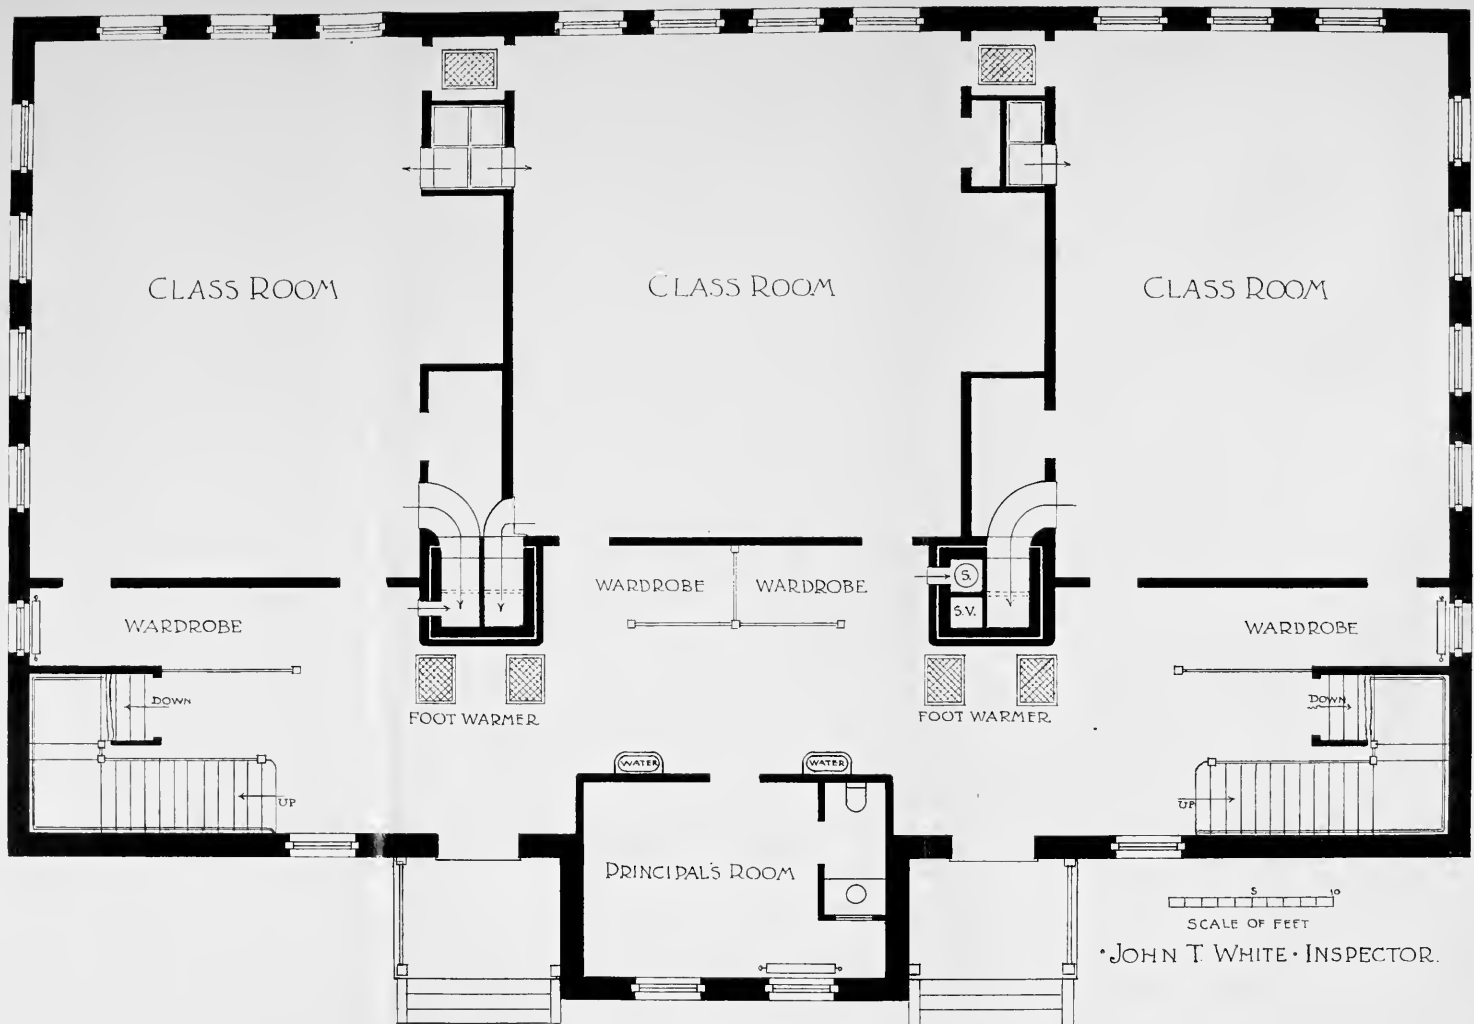 CLASS ROOM
CLASS ROOM
CLASS ROOM
WARDROBE
WARDROBE
WARDROBE
WARDROBE
S.
S.V.
DOWN
FOOT WARMER
FOOT WARMER
DOWN
WATER
WATER
UP
UP
PRINCIPAL'S ROOM
5 10
SCALE OF FEET
·JOHN T. WHITE·INSPECTOR.